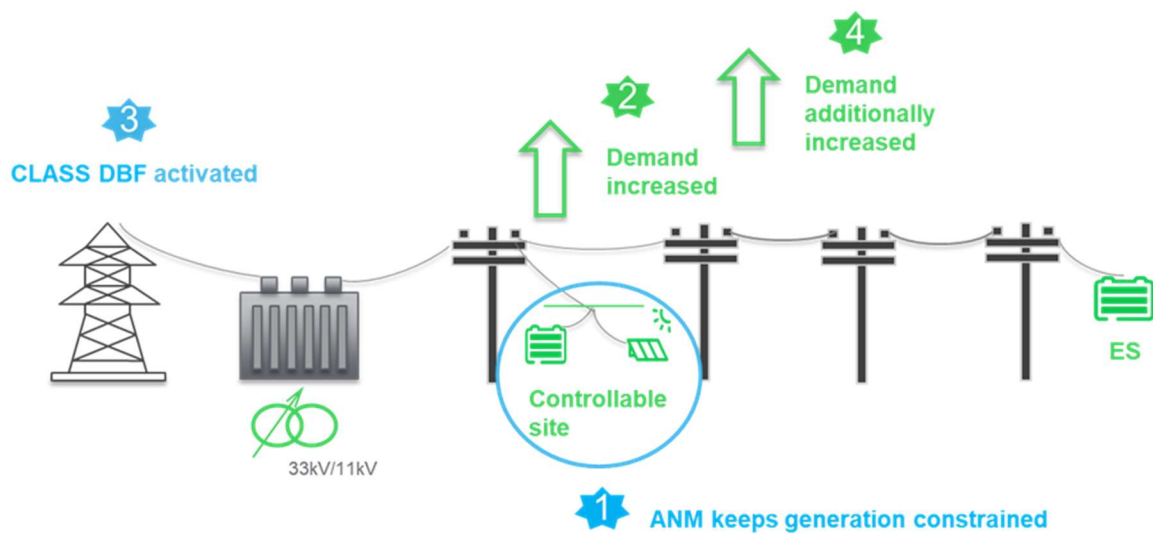 4
Demand
additionally
increased
2
Demand
increased
3
CLASS DBF activated
ES
Controllable
site
33kV/11kV
1
ANM keeps generation constrained